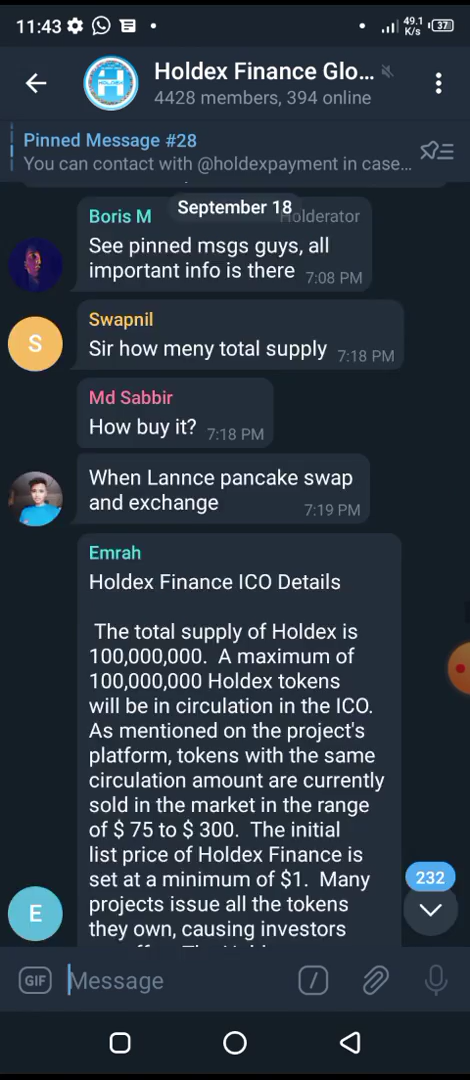 11:43
49.1
K/s
37
Holdex Finance Glo...
4428 members, 394 online
Pinned Message #28
You can contact with @holdexpayment in case...
September 18
Boris M
Holderator
See pinned msgs guys, all
important info is there 7:08 PM
S
Swapnil
Sir how meny total supply 7:18 PM
Md Sabbir
How buy it? 7:18 PM
When Lannce pancake swap
and exchange 7:19 PM
Emrah
Holdex Finance ICO Details
The total supply of Holdex is
100,000,000. A maximum of
100,000,000 Holdex tokens
will be in circulation in the ICO.
As mentioned on the project's
platform, tokens with the same
circulation amount are currently
sold in the market in the range
of $ 75 to $ 300. The initial
list price of Holdex Finance is
set at a minimum of $1. Many
projects issue all the tokens
they own, causing investors
E
232
GIF
Message